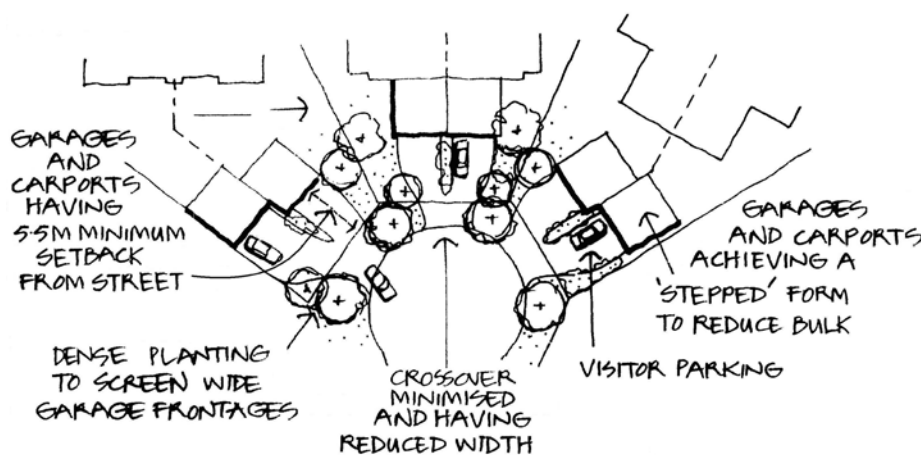 GARAGES
AND
CARPORTS
HAVING
5·5M MINIMUM
SETBACK
FROM STREET
DENSE PLANTING
TO SCREEN WIDE
GARAGE FRONTAGES
CROSSOVER
MINIMISED
AND HAVING
REDUCED WIDTH
VISITOR PARKING
GARAGES
AND CARPORTS
ACHIEVING A
'STEPPED' FORM
TO REDUCE BULK